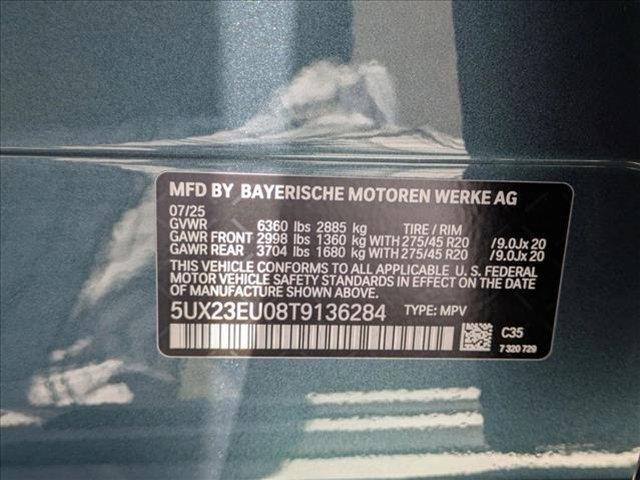 MFD BY BAYERISCHE MOTOREN WERKE AG
07/25
GVWR 6360 lbs 2885 kg TIRE / RIM
GAWR FRONT 2998 lbs 1360 kg WITH 275/45 R20 /9.0Jx 20
GAWR REAR 3704 lbs 1680 kg WITH 275/45 R20 /9.0Jx 20
THIS VEHICLE CONFORMS TO ALL APPLICABLE U. S. FEDERAL
MOTOR VEHICLE SAFETY STANDARDS IN EFFECT ON THE DATE
OF MANUFACTURE SHOWN ABOVE.
5UX23EU08T9136284 TYPE: MPV
C35
7 320 729